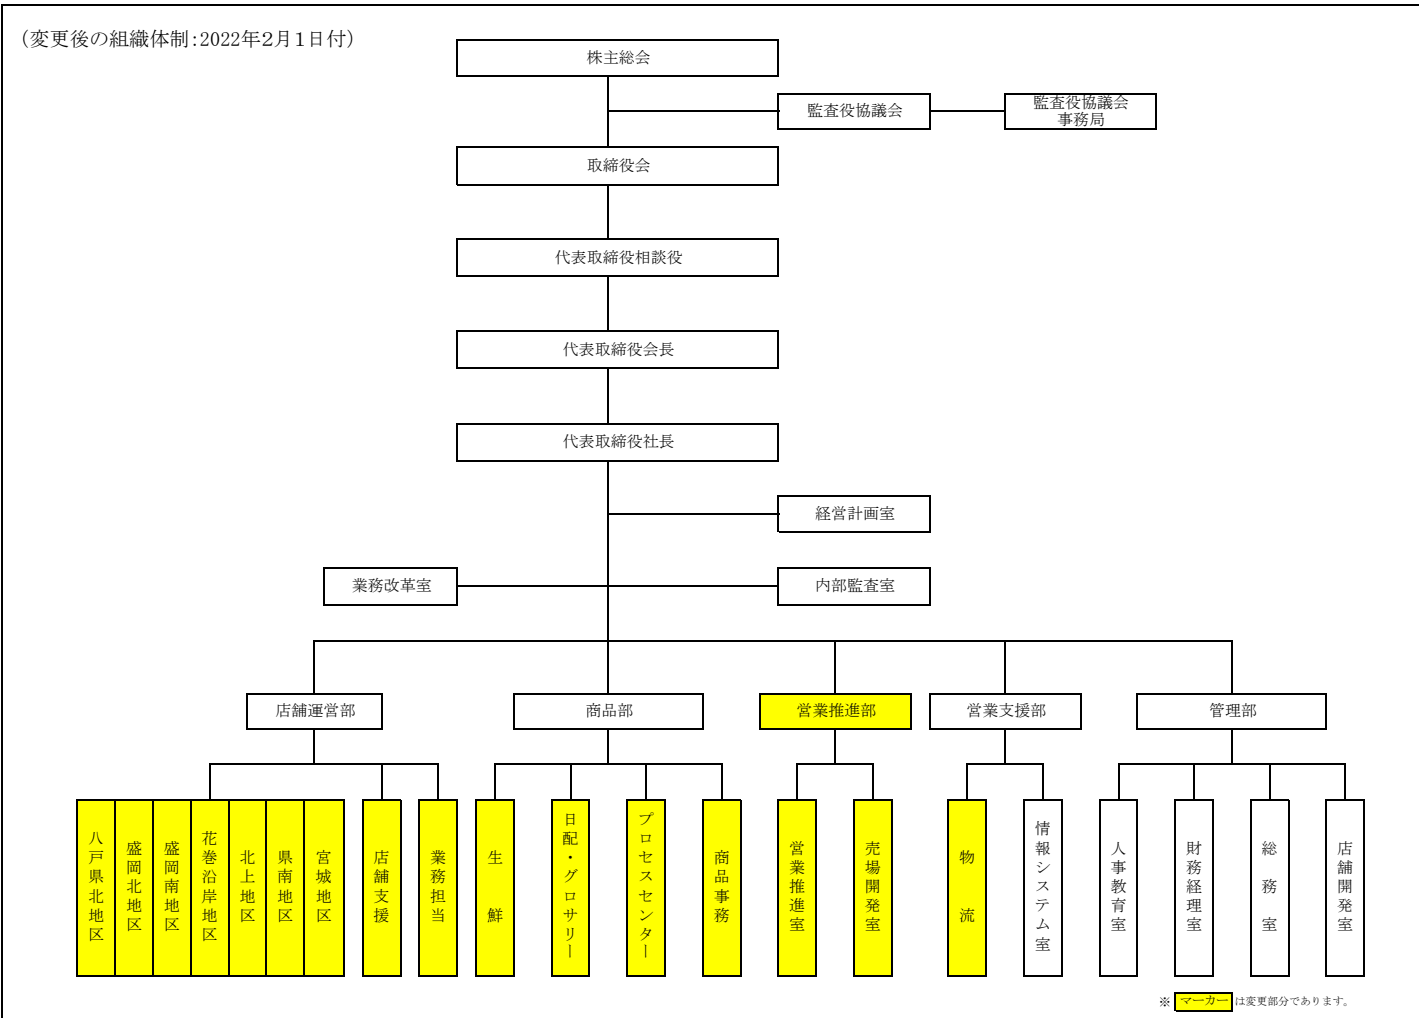 （変更後の組織体制：2022年２月１日付）
株主総会
監査役協議会
監査役協議会
事務局
取締役会
代表取締役相談役
代表取締役会長
代表取締役社長
経営計画室
業務改革室
内部監査室
店舗運営部
商品部
営業推進部
営業支援部
管理部
八戸県北地区
盛岡北地区
盛岡南地区
花巻沿岸地区
北上地区
県南地区
宮城地区
店舗支援
業務担当
生鮮
日配・グロサリー
プロセスセンター
商品事務
営業推進室
売場開発室
物流
情報システム室
人事教育室
財務経理室
総務室
店舗開発室
※ マーカー は変更部分であります。